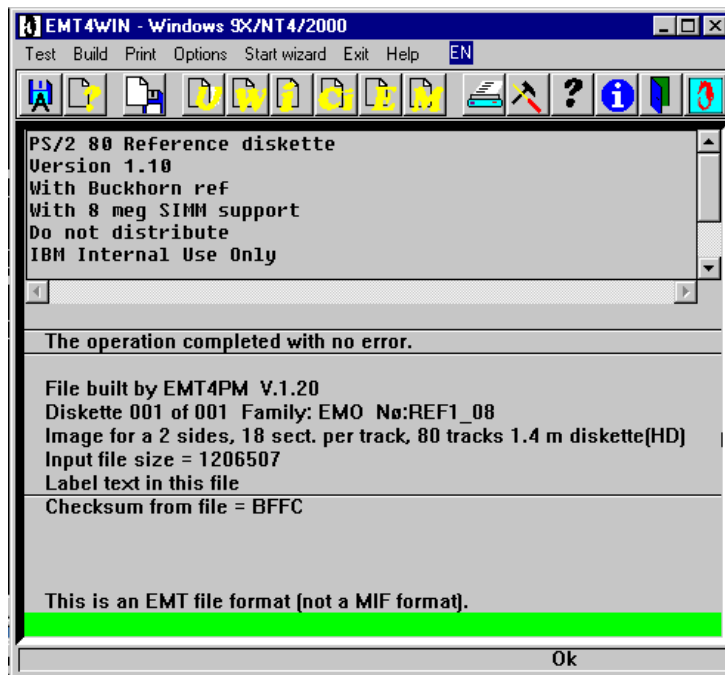 EMT4WIN - Windows 9X/NT4/2000
Test Build Print Options Start wizard Exit Help EN
A ? U W i Ci E M ? i
PS/2 80 Reference diskette
Version 1.10
With Buckhorn ref
With 8 meg SIMM support
Do not distribute
IBM Internal Use Only
The operation completed with no error.
File built by EMT4PM V.1.20
Diskette 001 of 001 Family: EMO Nø:REF1_08
Image for a 2 sides, 18 sect. per track, 80 tracks 1.4 m diskette(HD)
Input file size = 1206507
Label text in this file
Checksum from file = BFFC
This is an EMT file format (not a MIF format).
Ok